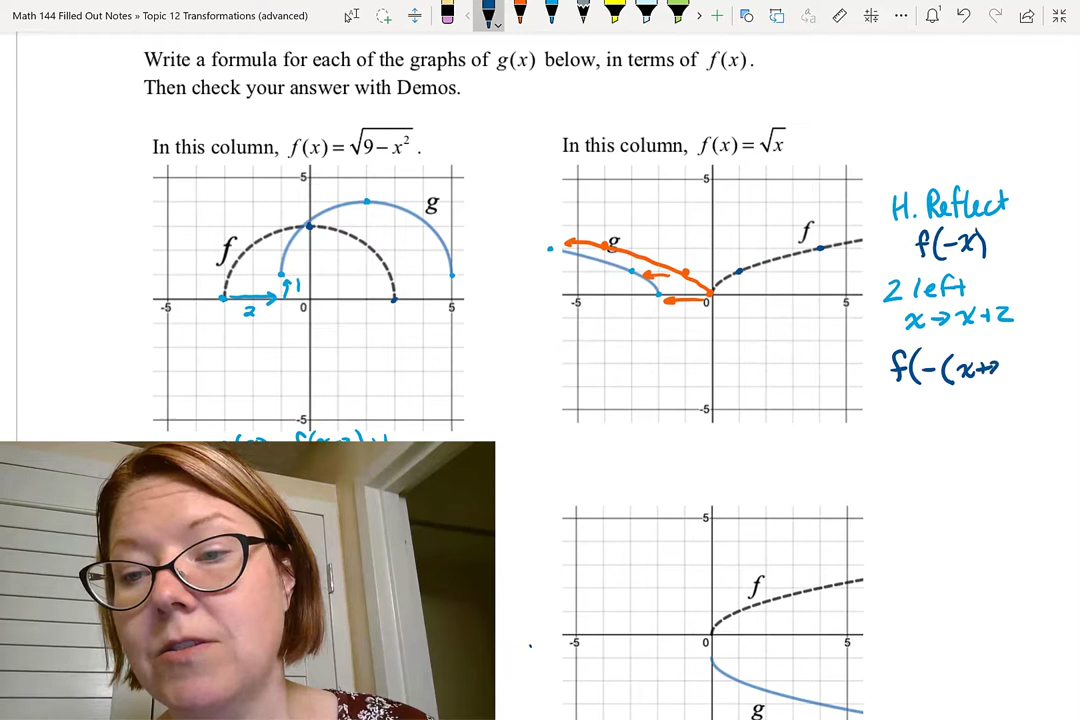 Math 144 Filled Out Notes » Topic 12 Transformations (advanced)
Write a formula for each of the graphs of g(x) below, in terms of f(x).
Then check your answer with Demos.
In this column, f(x)=√9−x² .
5
g
f
1
-5
2
0
5
-5
In this column, f(x)=√x
5
g
f
-5
0
5
-5
H. Reflect
f(-x)
2 left
x→x+2
f(-(x+
5
f
-5
0
5
g